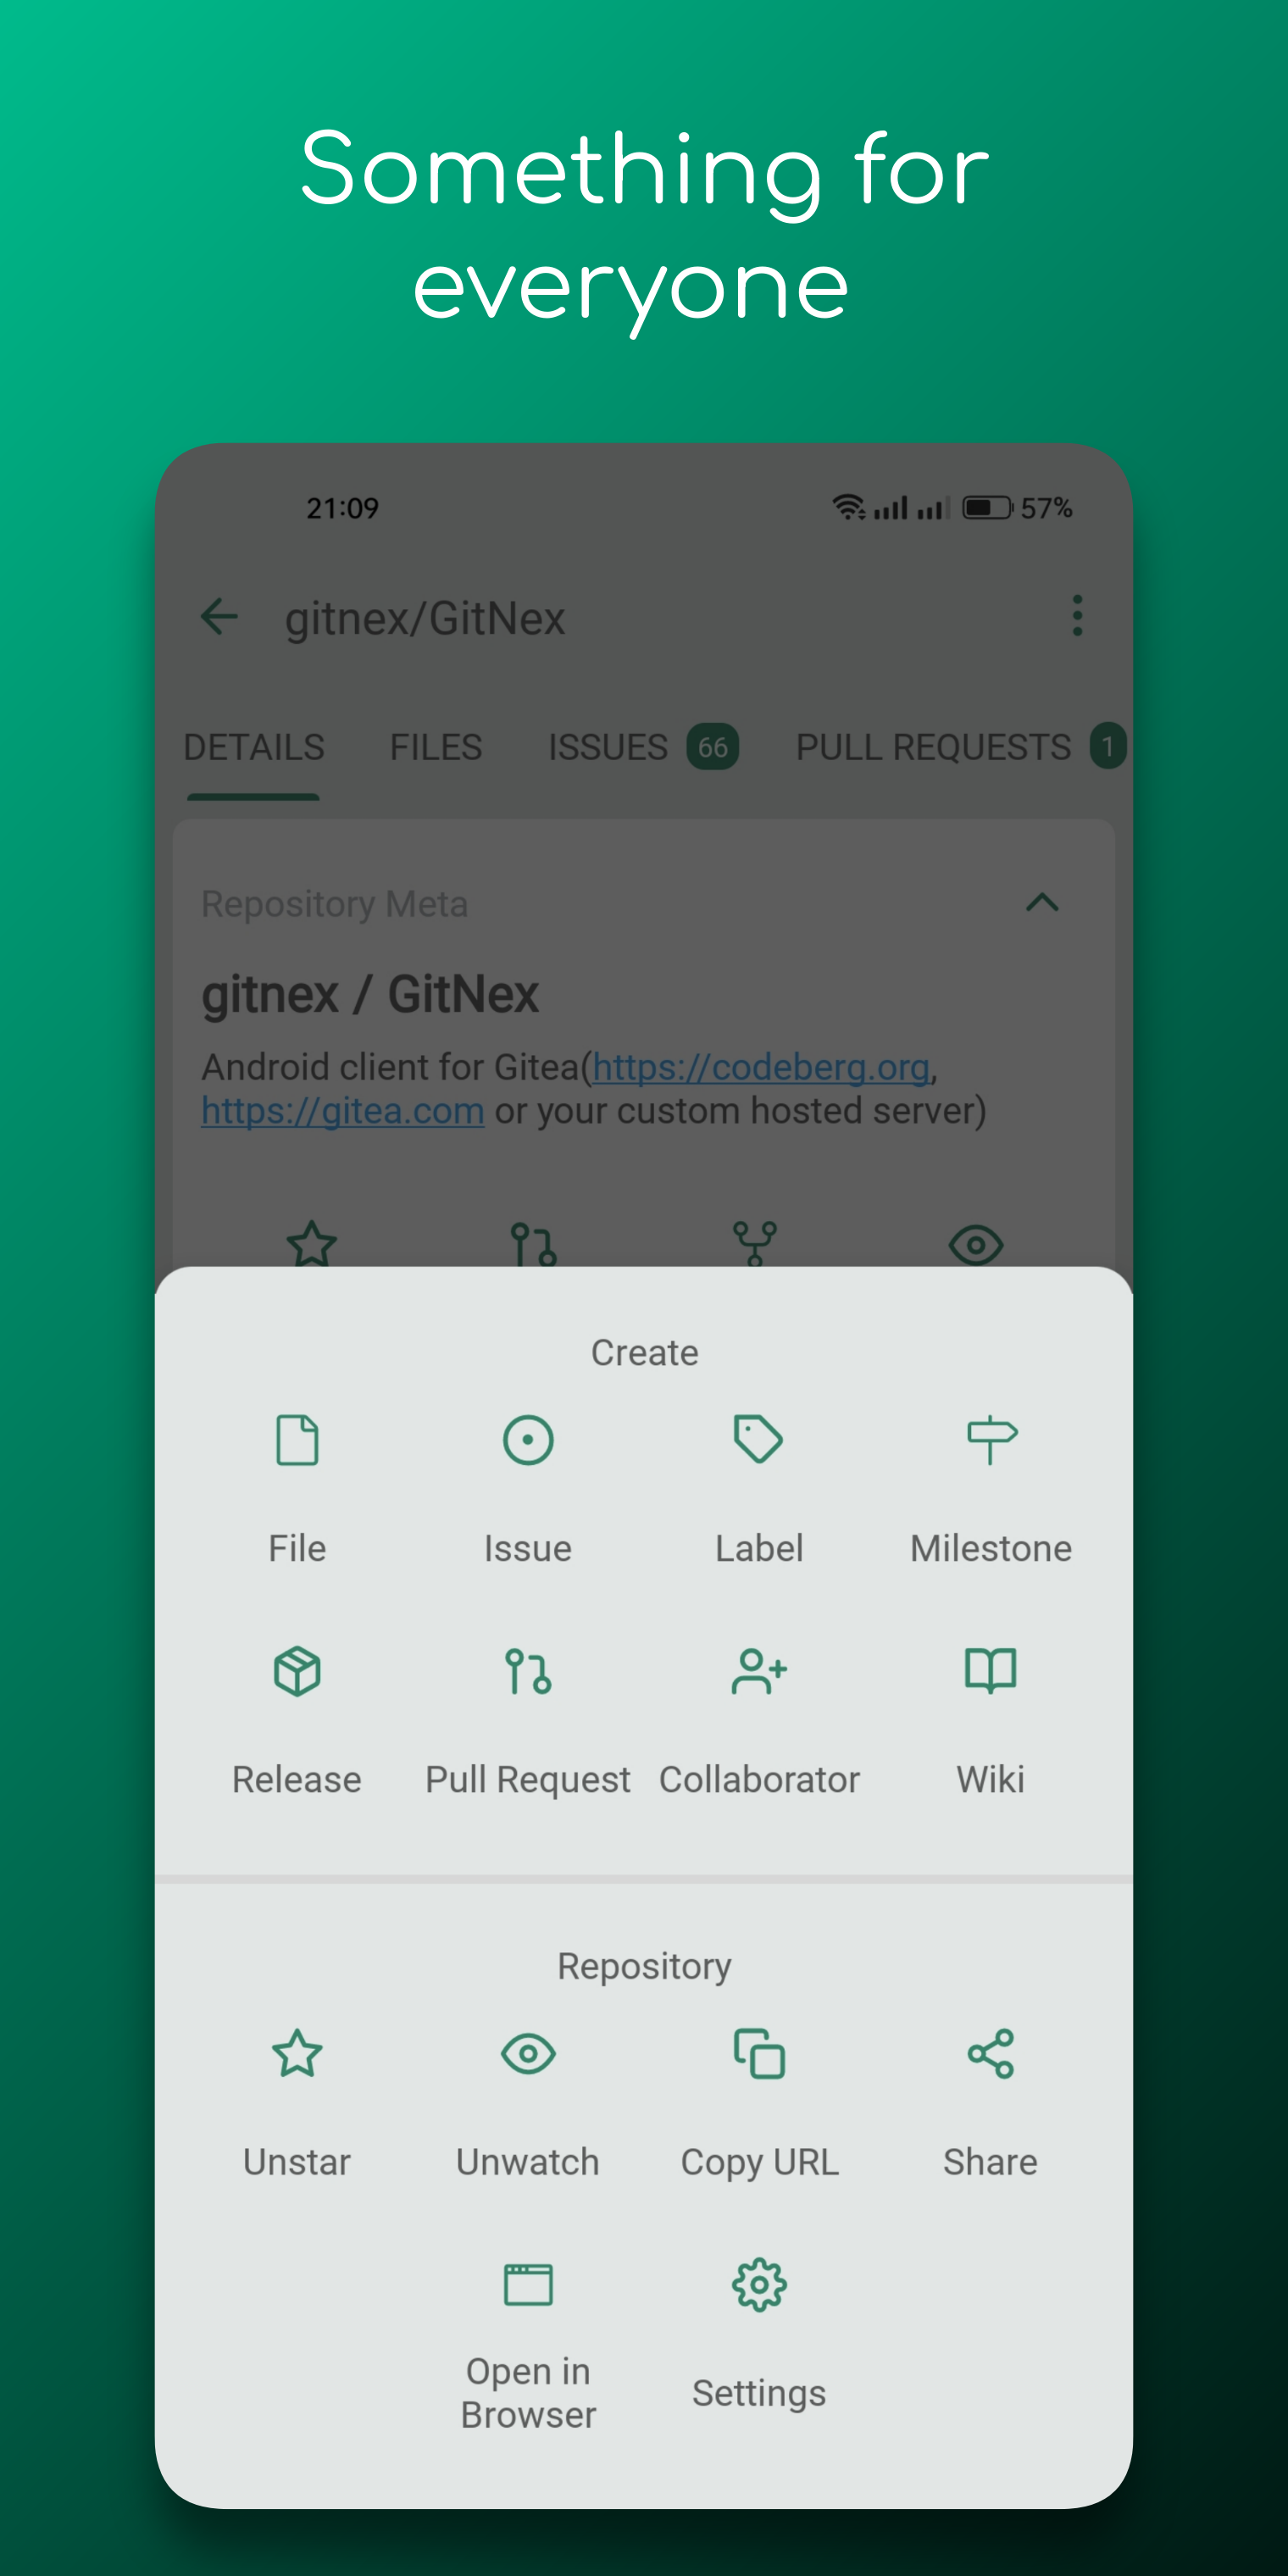 Something for
everyone
21:09 57%
gitnex/GitNex
DETAILS FILES ISSUES 66 PULL REQUESTS 1
Repository Meta
gitnex / GitNex
Android client for Gitea(https://codeberg.org,
https://gitea.com or your custom hosted server)
Create
File Issue Label Milestone
Release Pull Request Collaborator Wiki
Repository
Unstar Unwatch Copy URL Share
Open in
Browser
Settings